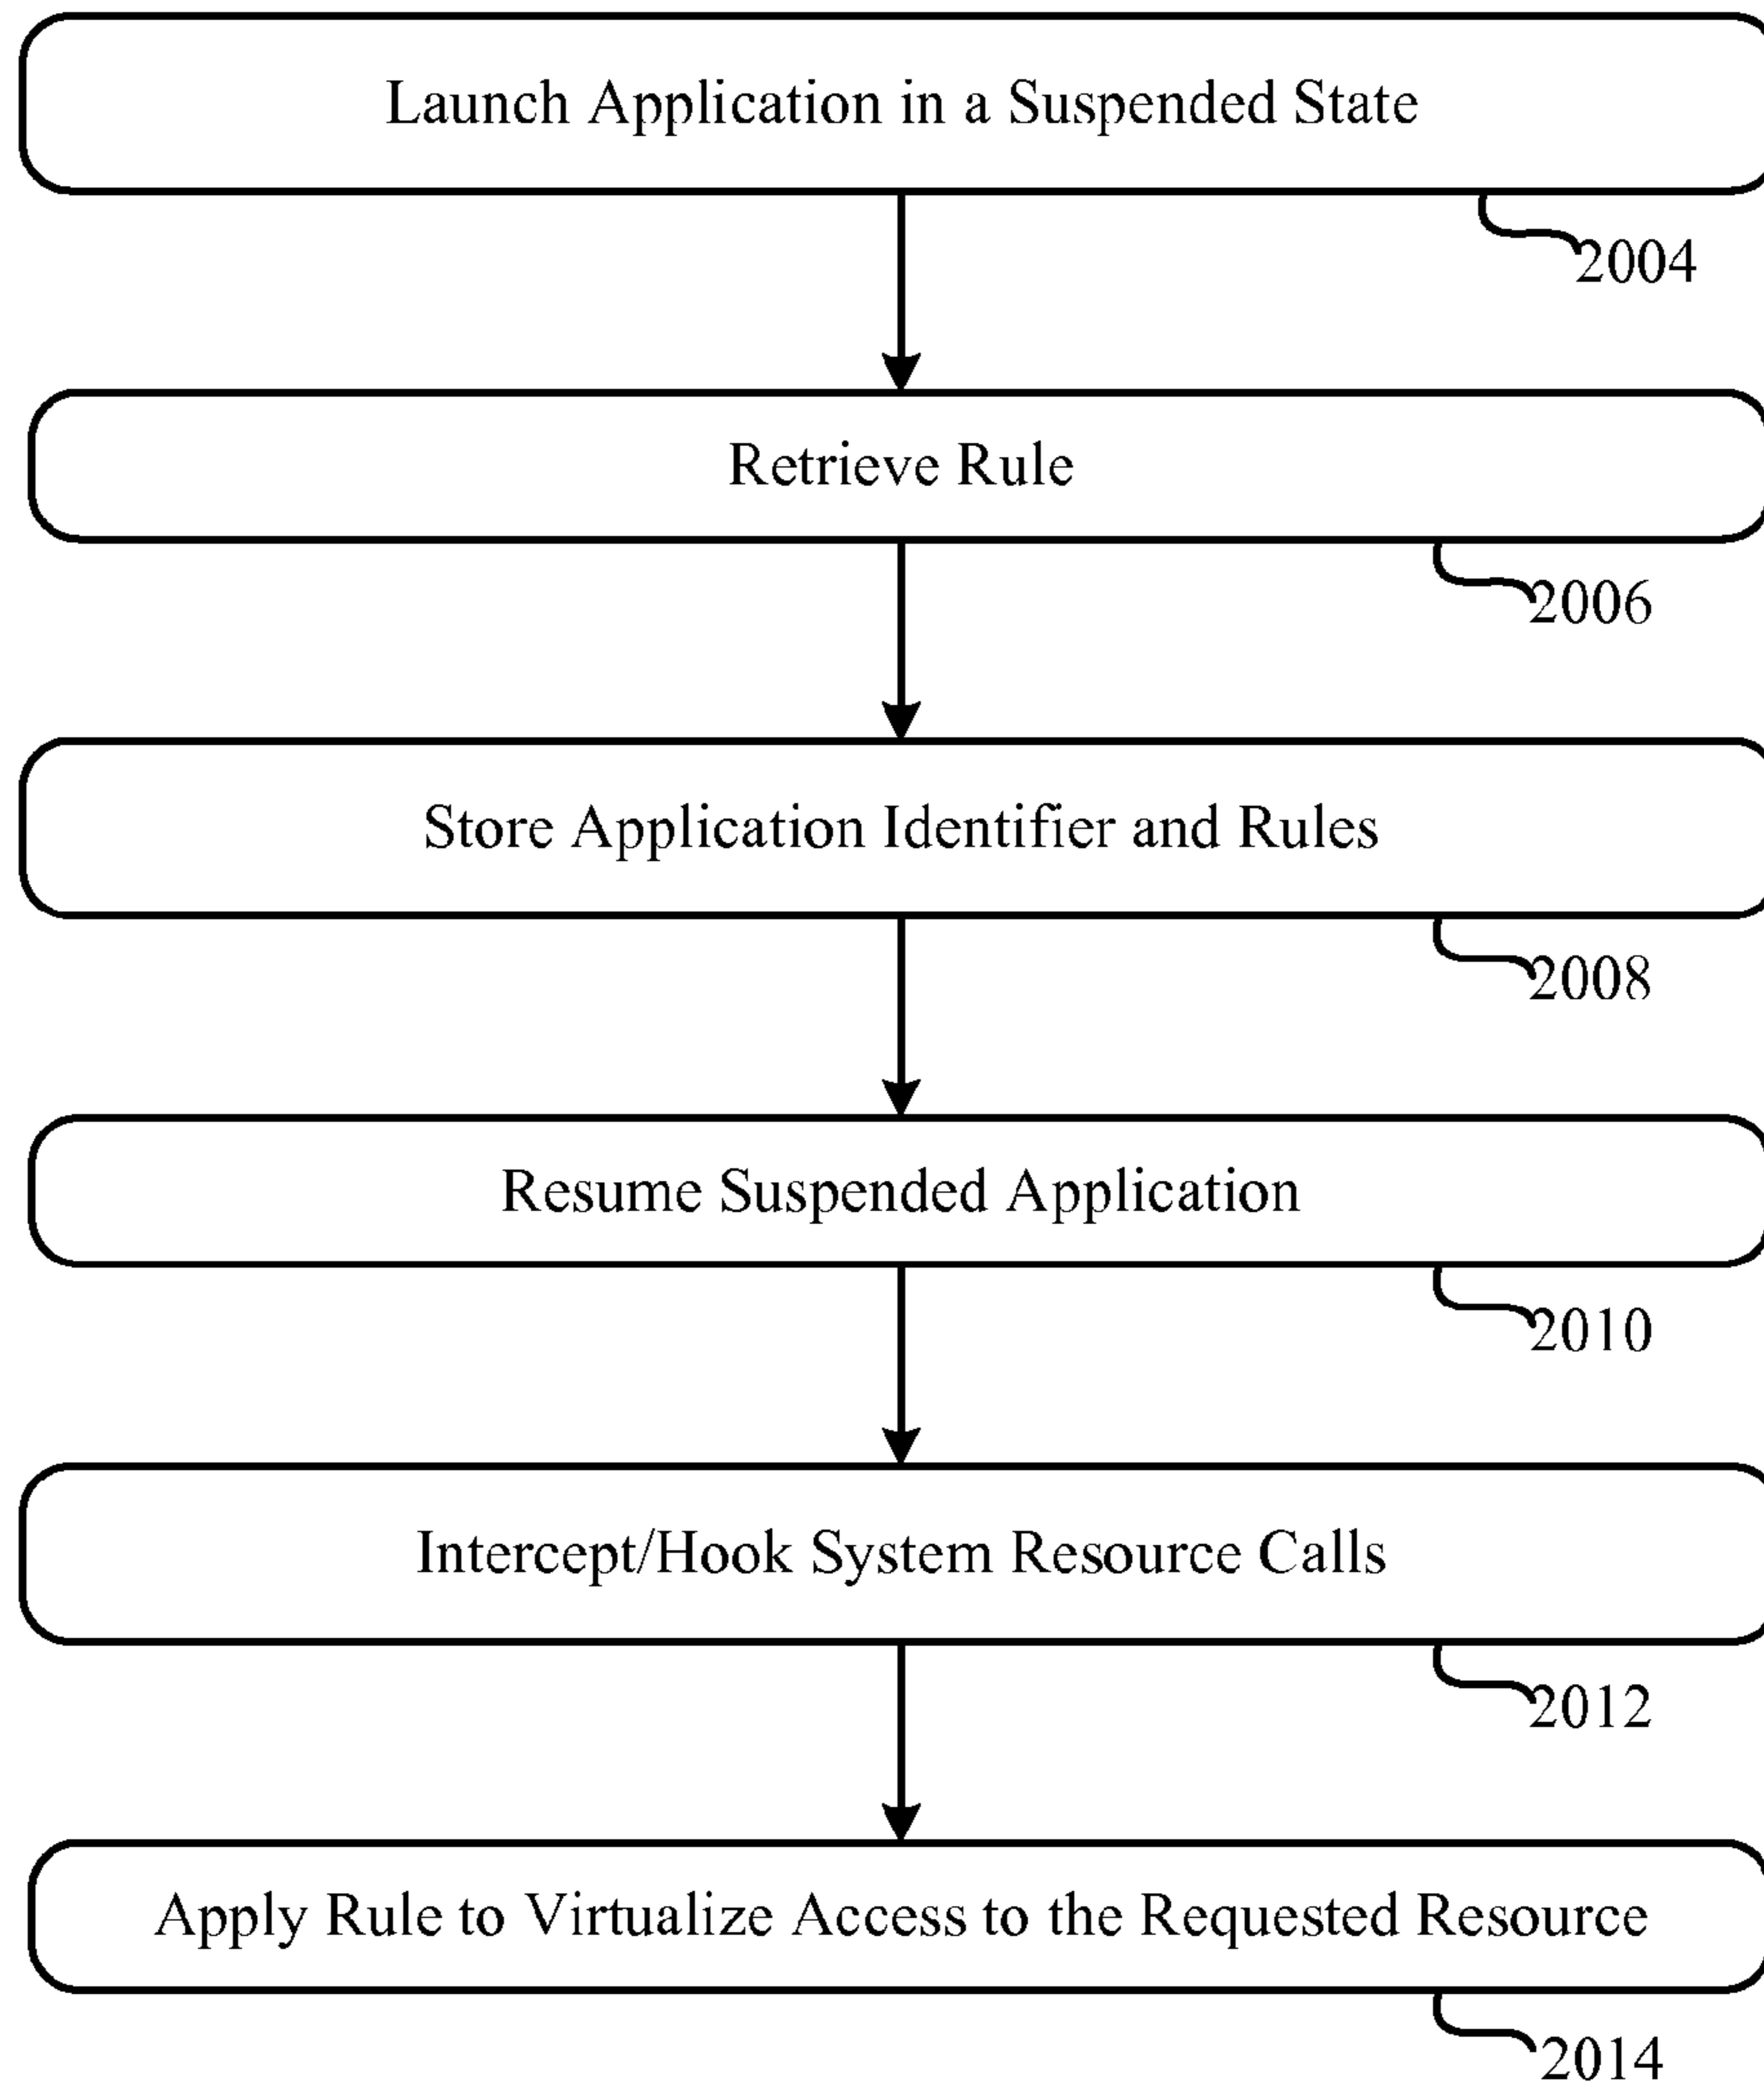 Launch Application in a Suspended State
2004
Retrieve Rule
2006
Store Application Identifier and Rules
2008
Resume Suspended Application
2010
Intercept/Hook System Resource Calls
2012
Apply Rule to Virtualize Access to the Requested Resource
2014